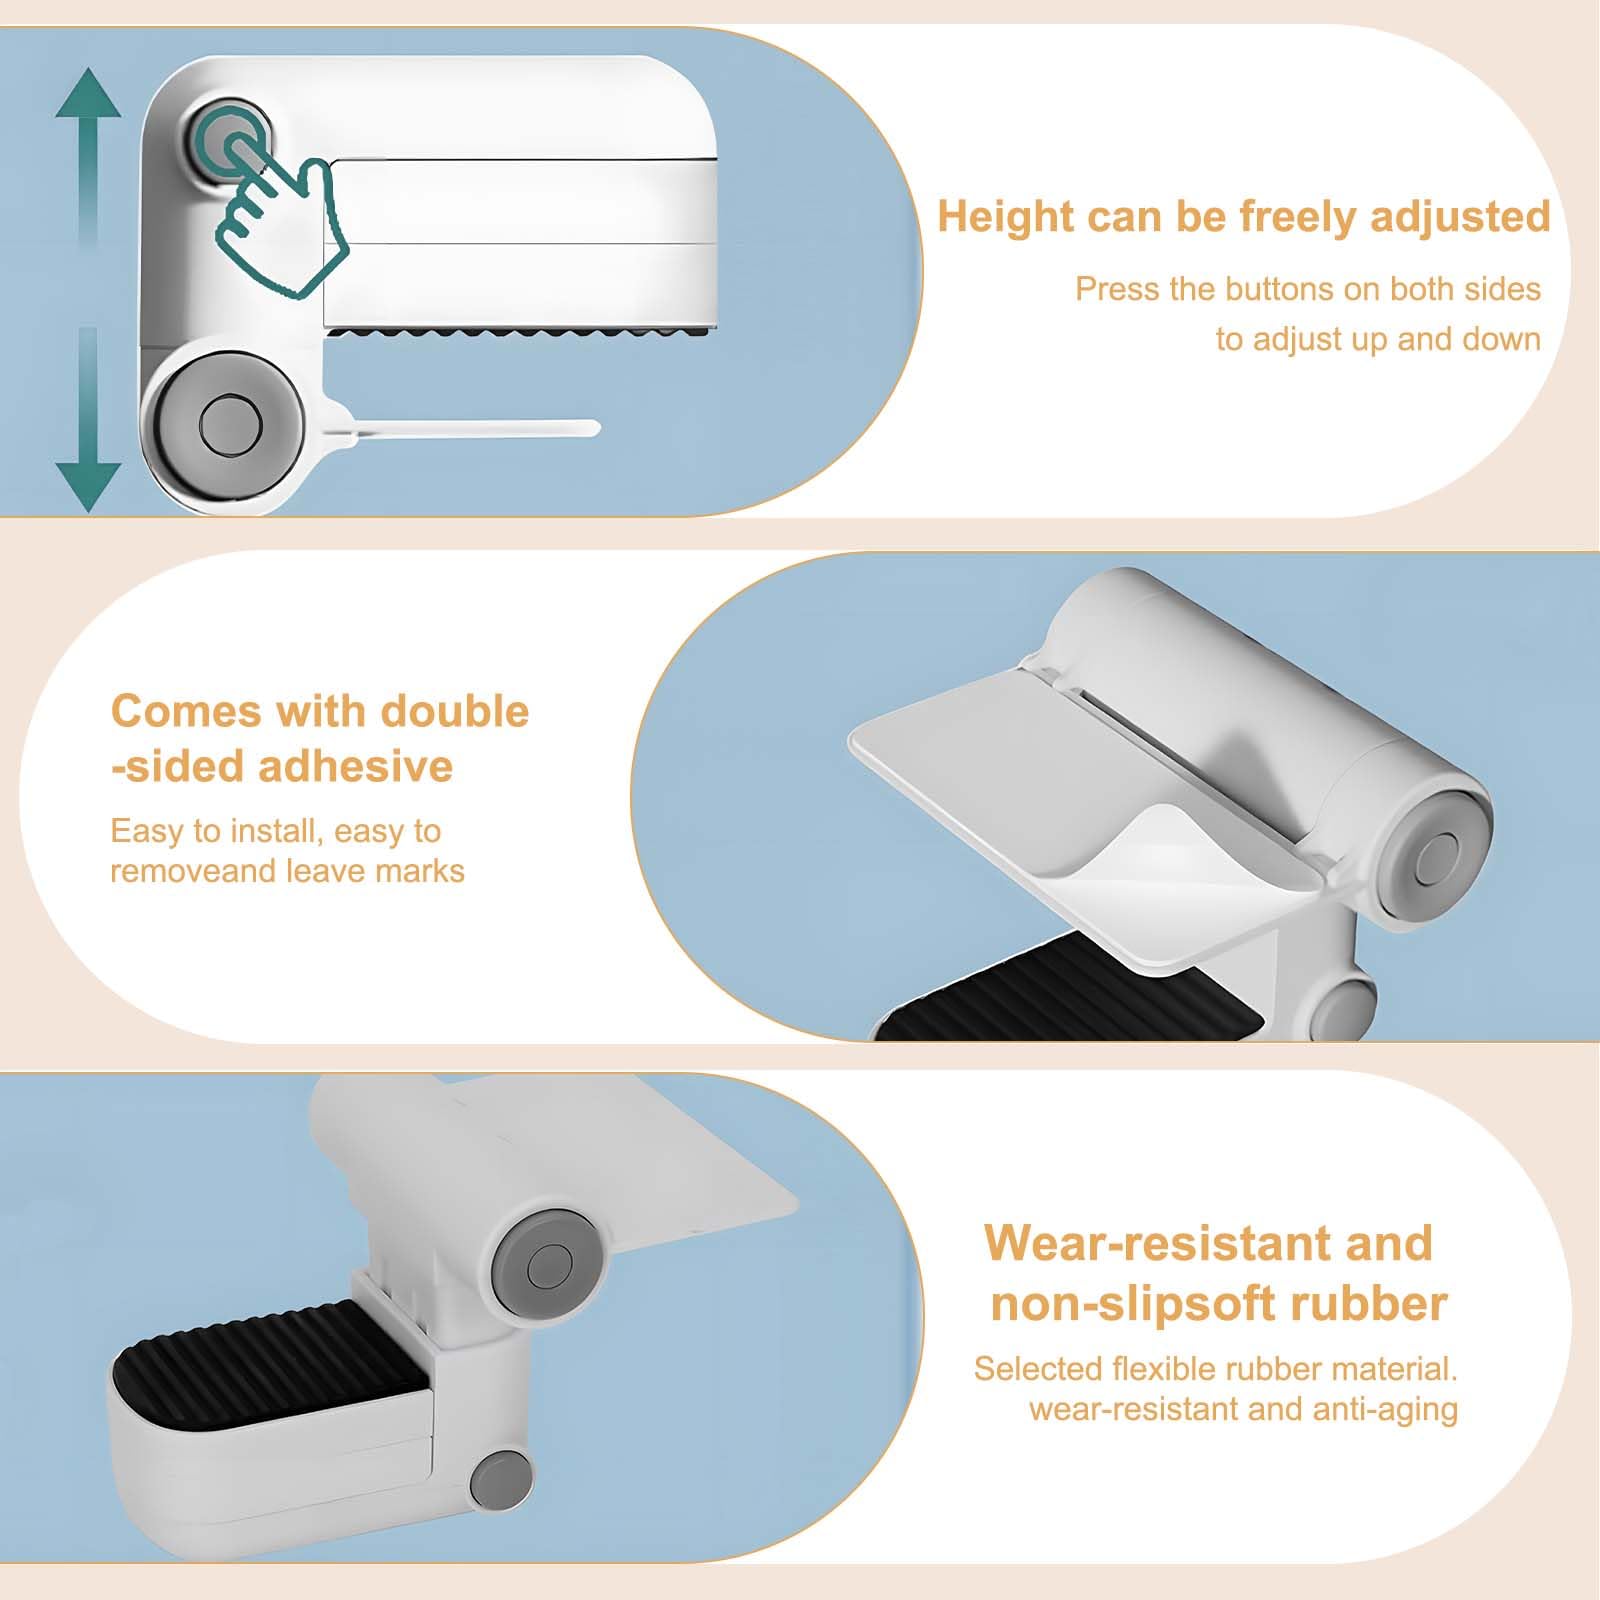 Height can be freely adjusted
Press the buttons on both sides
to adjust up and down
Comes with double
-sided adhesive
Easy to install, easy to
removeand leave marks
Wear-resistant and
non-slipsoft rubber
Selected flexible rubber material.
wear-resistant and anti-aging